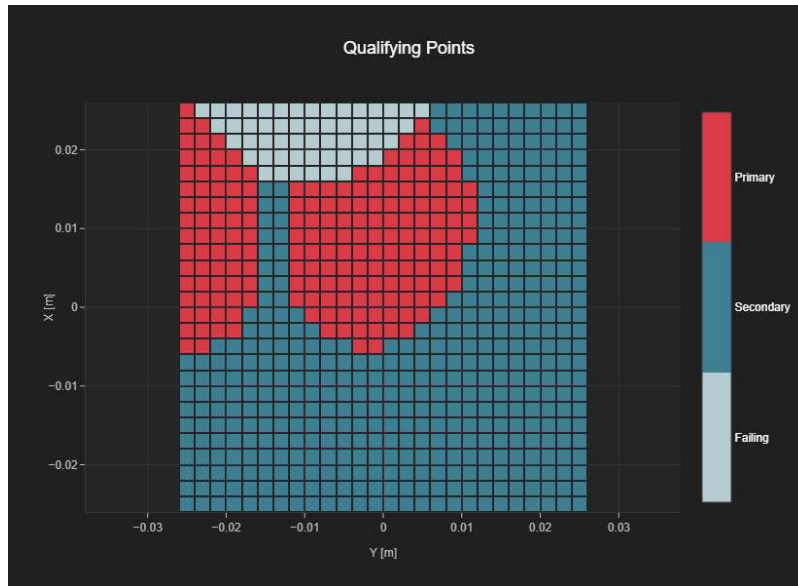 Qualifying Points
0.02
0.01
0
−0.01
−0.02
X [m]
−0.03
−0.02
−0.01
0
0.01
0.02
0.03
Y [m]
Primary
Secondary
Failing